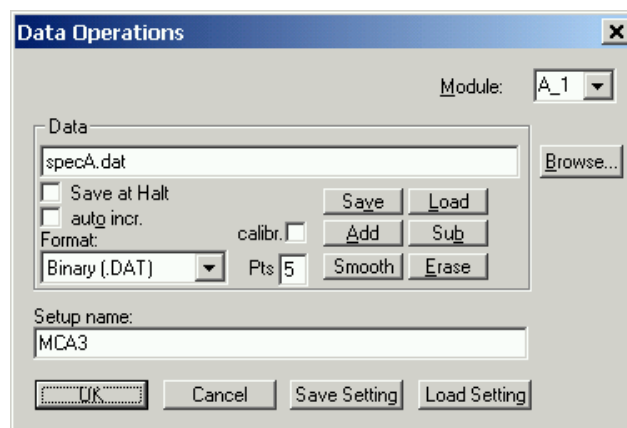 Data Operations
Module: A_1
Data
specA.dat
Browse...
Save at Halt
Save Load
auto incr.
calibr. Add Sub
Format:
Binary (.DAT) Pts 5 Smooth Erase
Setup name:
MCA3
OK Cancel Save Setting Load Setting